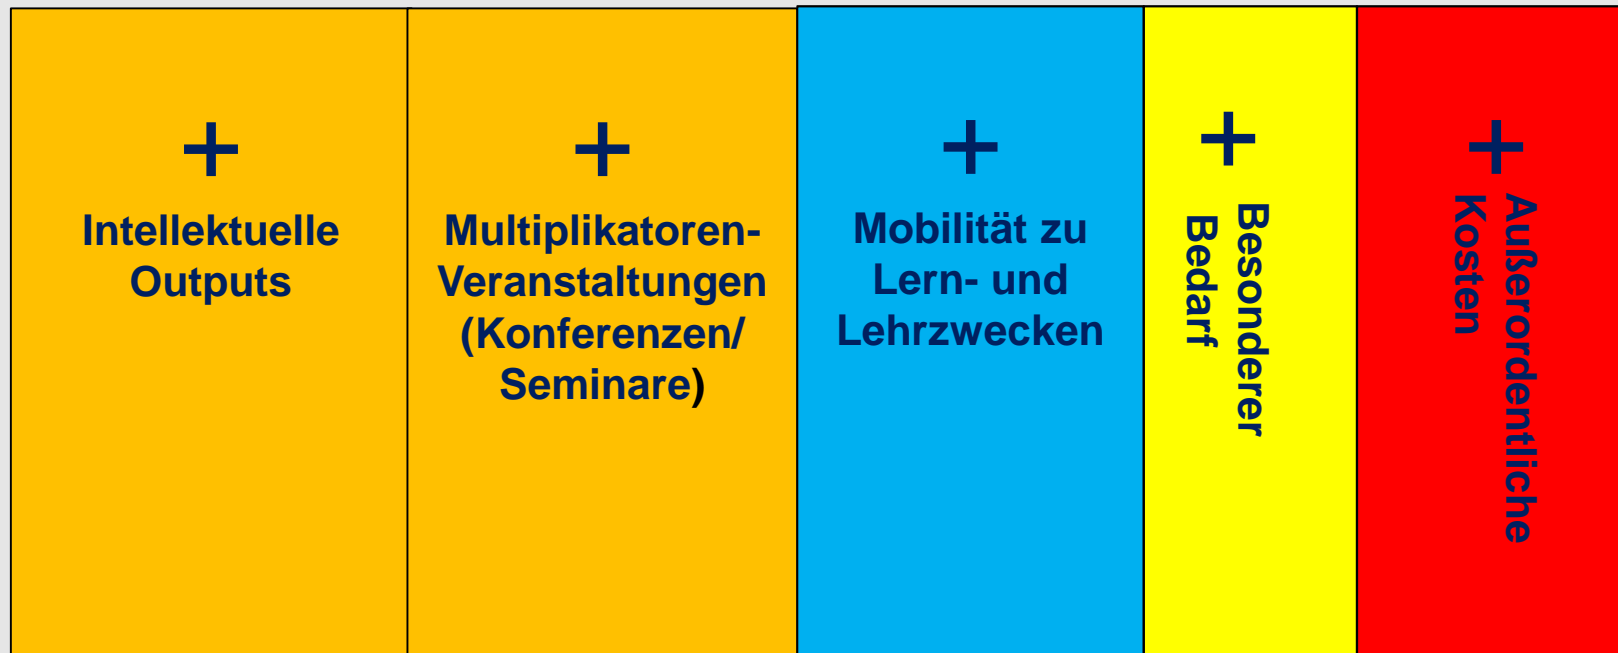 +
Intellektuelle
Outputs
+
Multiplikatoren-
Veranstaltungen
(Konferenzen/
Seminare)
+
Mobilität zu
Lern- und
Lehrzwecken
+
Besonderer
Bedarf
+
Außerordentliche
Kosten